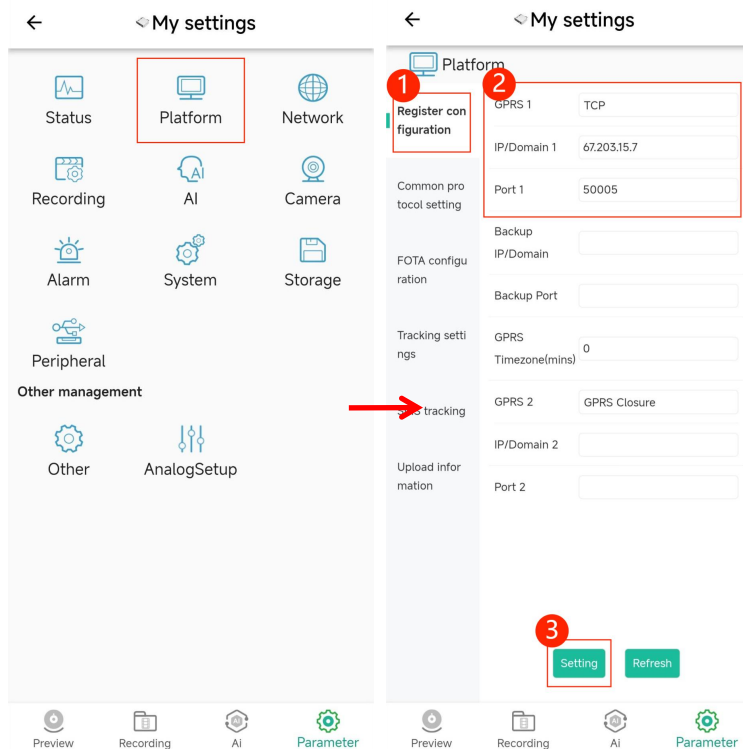 My settings
Status
Platform
Network
Recording
AI
AI
Camera
Alarm
System
Storage
Peripheral
Other management
Other
AnalogSetup
Preview
Recording
AI
Ai
Parameter
My settings
Platform
1
Register con
figuration
Common pro
tocol setting
FOTA configu
ration
Tracking setti
ngs
SMS tracking
Upload infor
mation
2
GPRS 1
TCP
IP/Domain 1
67.203.15.7
Port 1
50005
Backup
IP/Domain
Backup Port
GPRS
Timezone(mins)
0
GPRS 2
GPRS Closure
IP/Domain 2
Port 2
3
Setting
Refresh
Preview
Recording
AI
Ai
Parameter